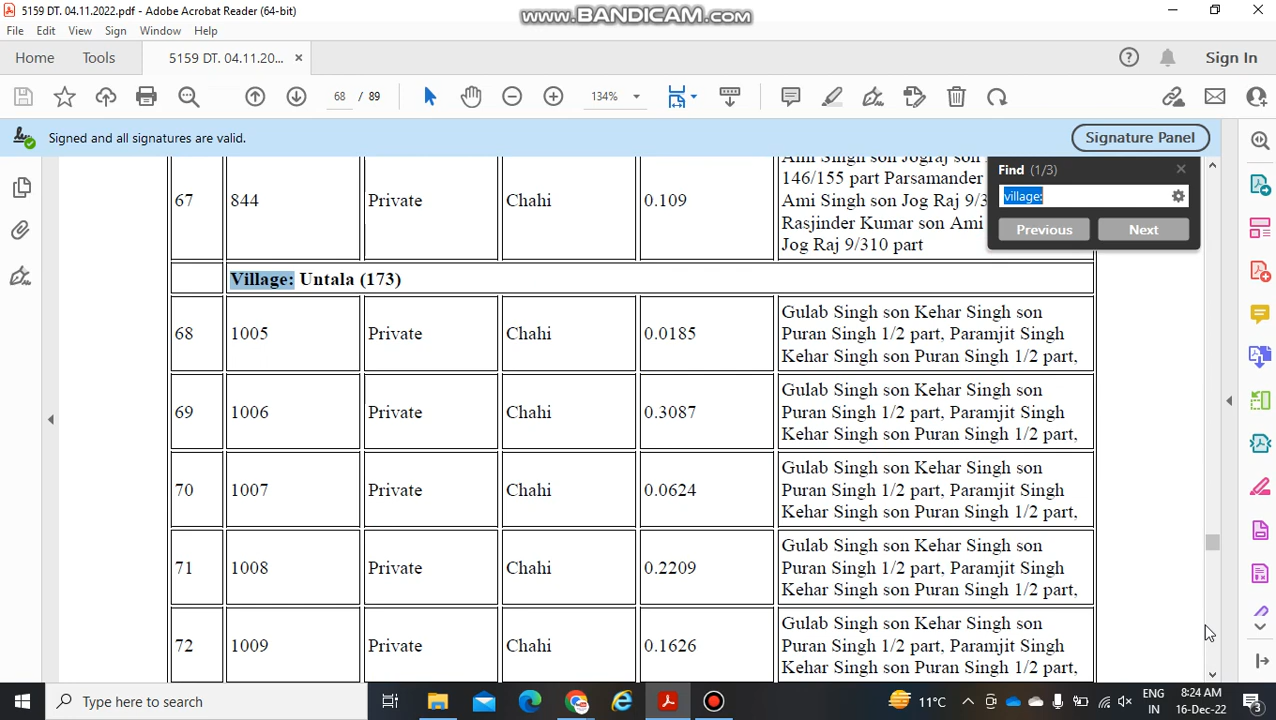 5159 DT. 04.11.2022.pdf - Adobe Acrobat Reader (64-bit)
www.BANDICAM.com
File Edit View Sign Window Help
Home Tools 5159 DT. 04.11.20... × Sign In
68 / 89 134%
Signed and all signatures are valid. Signature Panel
Find (1/3)
village:
Previous Next
67 844 Private Chahi 0.109
Ami Singh son Jograj son
146/155 part Parsamander
Ami Singh son Jog Raj 9/3
Rasjinder Kumar son Ami
Jog Raj 9/310 part
Village: Untala (173)
68 1005 Private Chahi 0.0185
Gulab Singh son Kehar Singh son
Puran Singh 1/2 part, Paramjit Singh
Kehar Singh son Puran Singh 1/2 part,
69 1006 Private Chahi 0.3087
Gulab Singh son Kehar Singh son
Puran Singh 1/2 part, Paramjit Singh
Kehar Singh son Puran Singh 1/2 part,
70 1007 Private Chahi 0.0624
Gulab Singh son Kehar Singh son
Puran Singh 1/2 part, Paramjit Singh
Kehar Singh son Puran Singh 1/2 part,
71 1008 Private Chahi 0.2209
Gulab Singh son Kehar Singh son
Puran Singh 1/2 part, Paramjit Singh
Kehar Singh son Puran Singh 1/2 part,
72 1009 Private Chahi 0.1626
Gulab Singh son Kehar Singh son
Puran Singh 1/2 part, Paramjit Singh
Kehar Singh son Puran Singh 1/2 part,
Type here to search
11°C
ENG
IN
8:24 AM
16-Dec-22
3